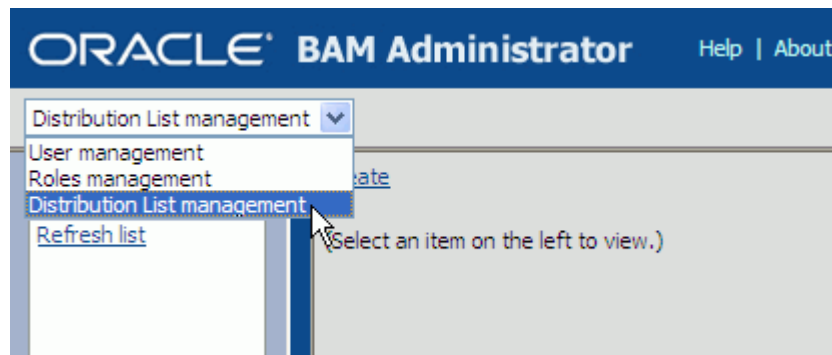 ORACLE BAM Administrator Help | About
Distribution List management
User management
Roles management
Distribution List management
Refresh list
(Select an item on the left to view.)